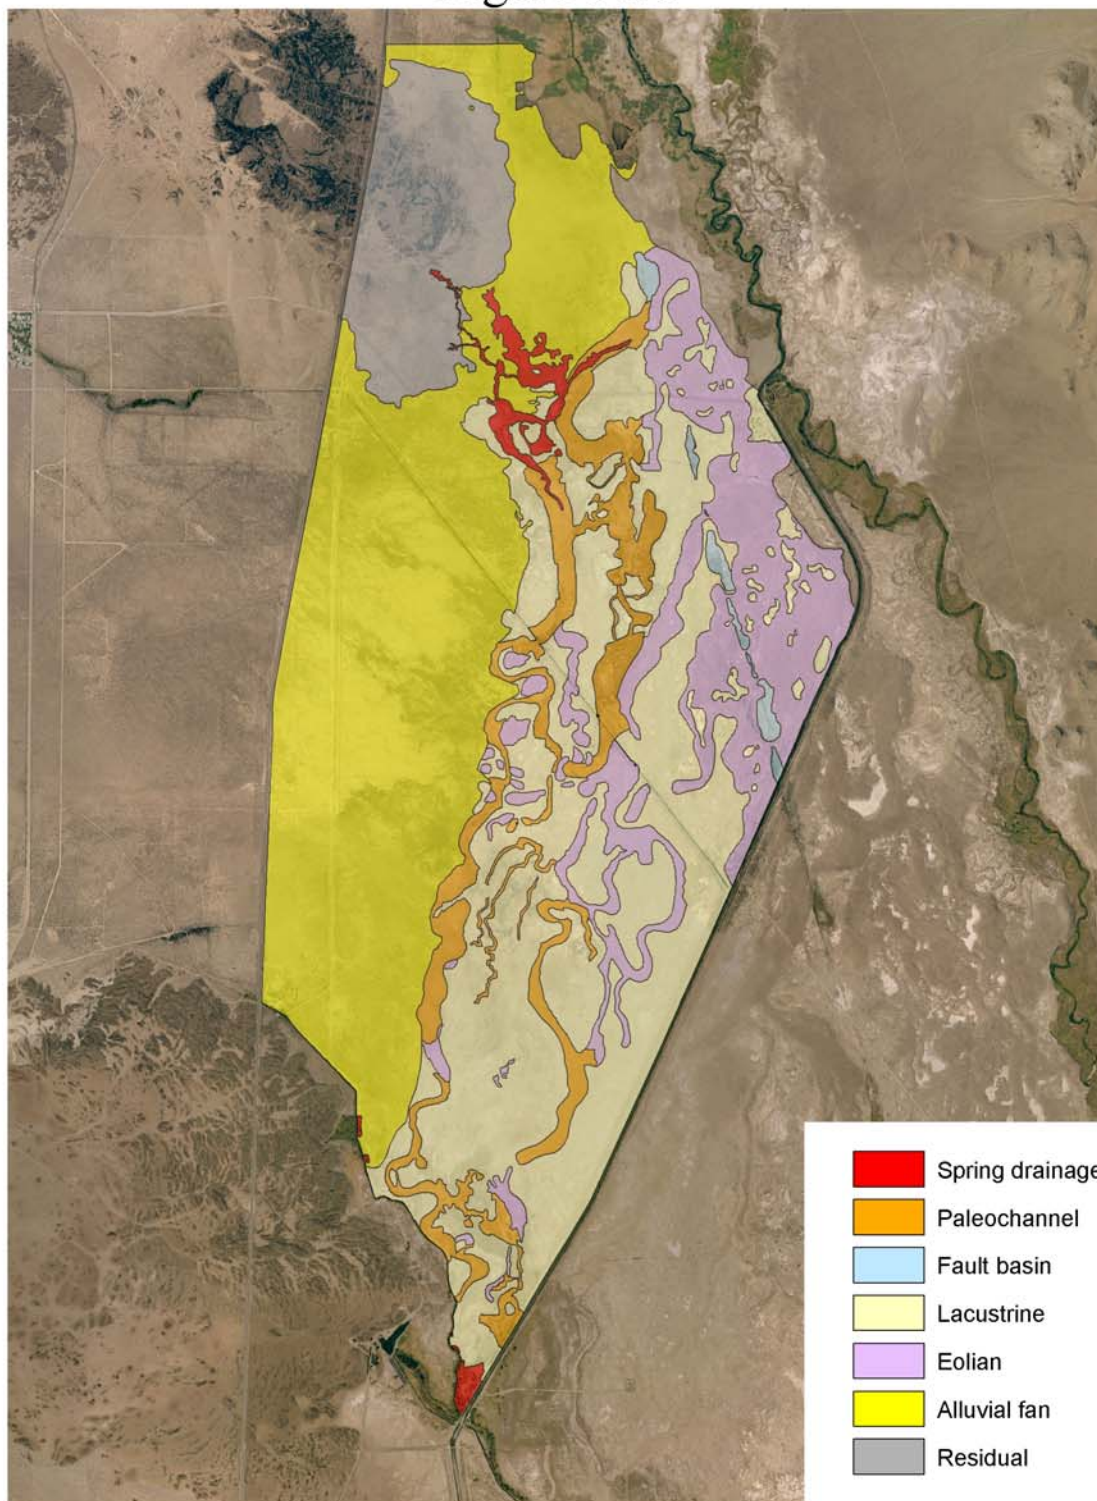 Spring drainage
Paleochannel
Fault basin
Lacustrine
Eolian
Alluvial fan
Residual